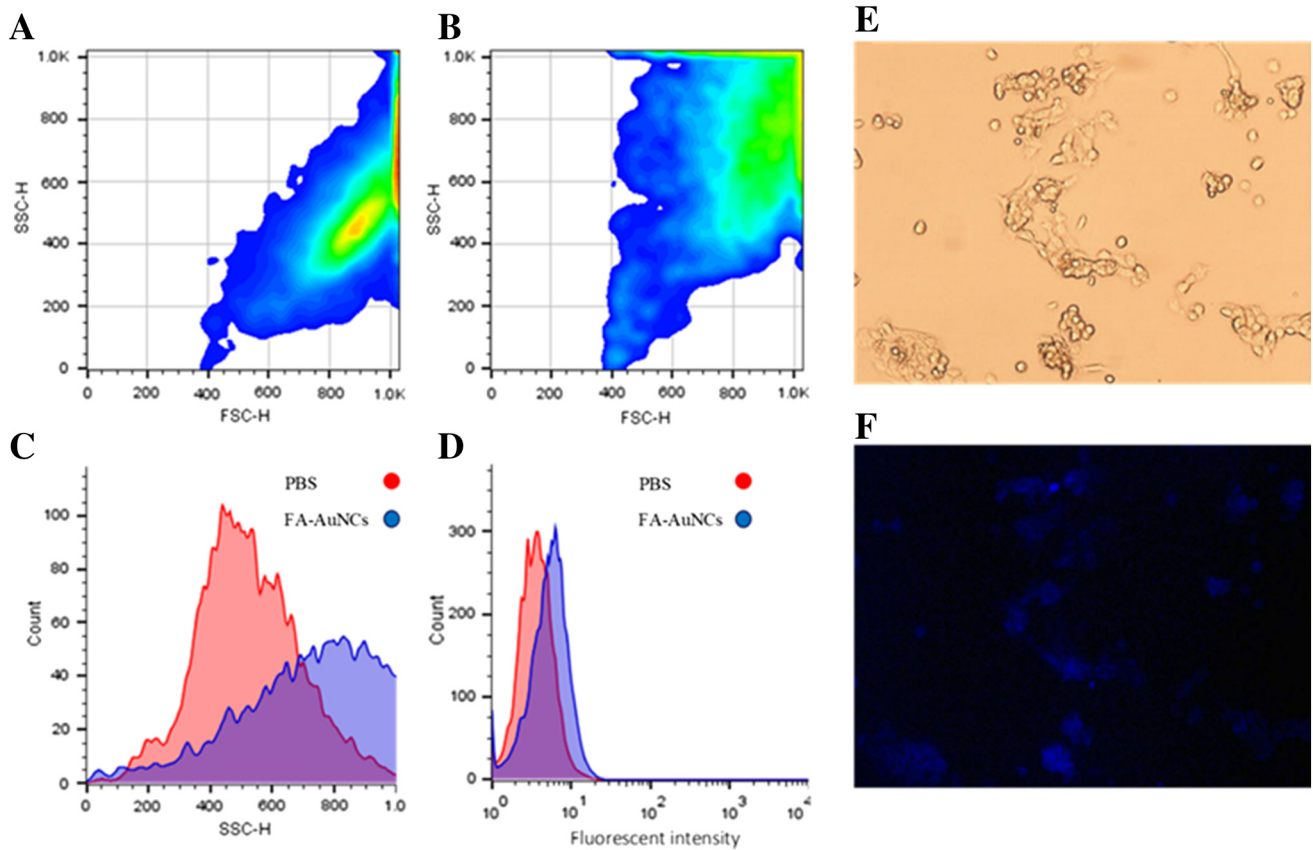 A
1.0K
800
600
400
200
0
SSC-H
0
200
400
600
800
1.0K
FSC-H
B
1.0K
800
600
400
200
0
SSC-H
0
200
400
600
800
1.0K
FSC-H
E
F
C
PBS
FA-AuNCs
100
80
60
40
20
0
Count
0
200
400
600
800
1.0
SSC-H
D
PBS
FA-AuNCs
300
200
100
0
Count
10⁰
10¹
10²
10³
10⁴
Fluorescent intensity